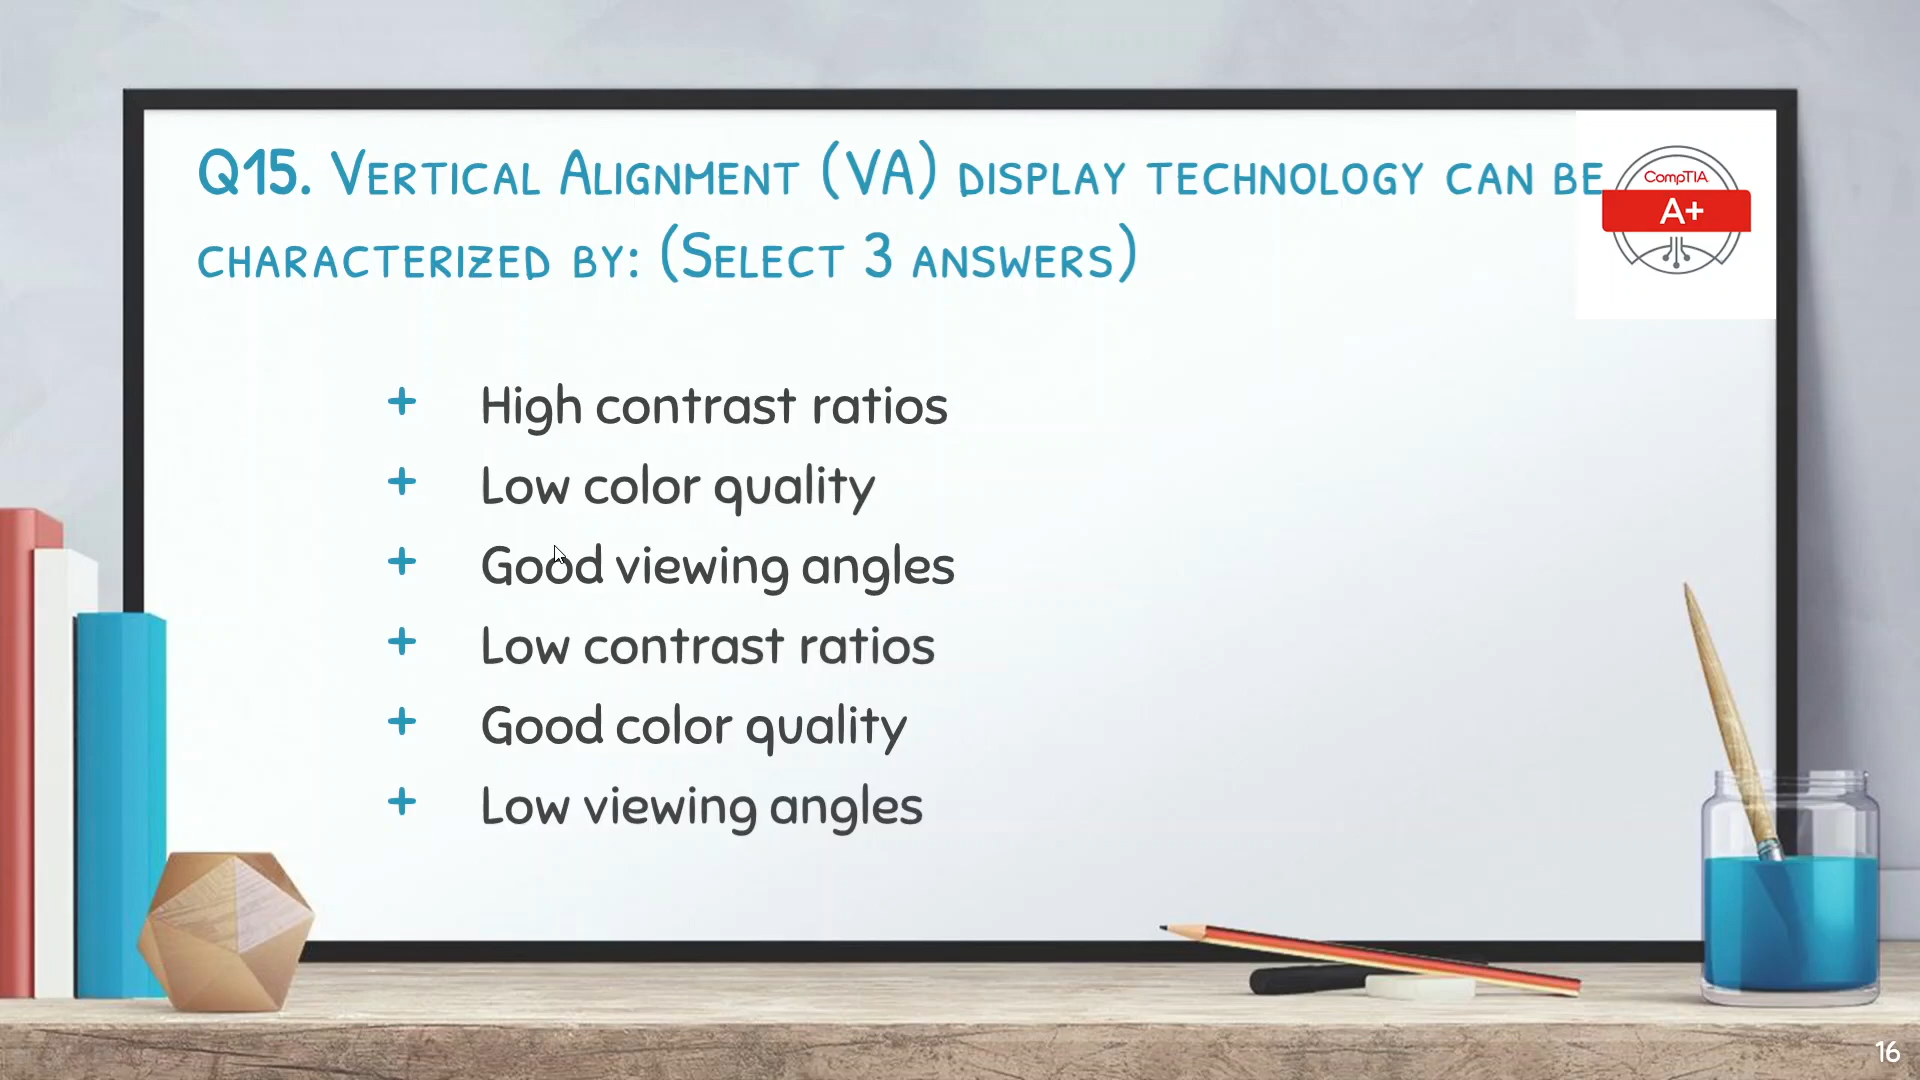 Q15. Vertical Alignment (VA) display technology can be
characterized by: (Select 3 answers)
CompTIA
A+
+ High contrast ratios
+ Low color quality
+ Good viewing angles
+ Low contrast ratios
+ Good color quality
+ Low viewing angles
16